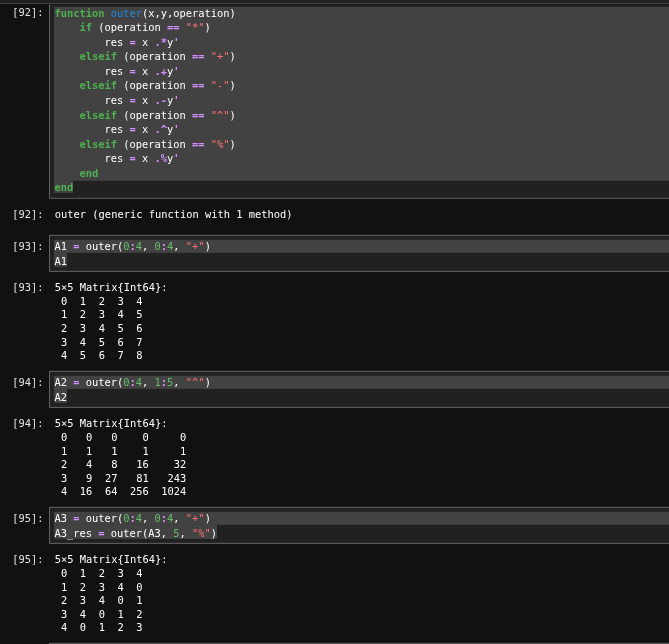 [92]: function outer(x,y,operation)
    if (operation == "*")
        res = x .*y'
    elseif (operation == "+")
        res = x .+y'
    elseif (operation == "-")
        res = x .-y'
    elseif (operation == "^")
        res = x .^y'
    elseif (operation == "%")
        res = x .%y'
    end
end
[92]: outer (generic function with 1 method)
[93]: A1 = outer(0:4, 0:4, "+")
A1
[93]: 5×5 Matrix{Int64}:
 0  1  2  3  4
 1  2  3  4  5
 2  3  4  5  6
 3  4  5  6  7
 4  5  6  7  8
[94]: A2 = outer(0:4, 1:5, "^")
A2
[94]: 5×5 Matrix{Int64}:
 0   0   0    0     0
 1   1   1    1     1
 2   4   8   16    32
 3   9  27   81   243
 4  16  64  256  1024
[95]: A3 = outer(0:4, 0:4, "+")
A3_res = outer(A3, 5, "%")
[95]: 5×5 Matrix{Int64}:
 0  1  2  3  4
 1  2  3  4  0
 2  3  4  0  1
 3  4  0  1  2
 4  0  1  2  3